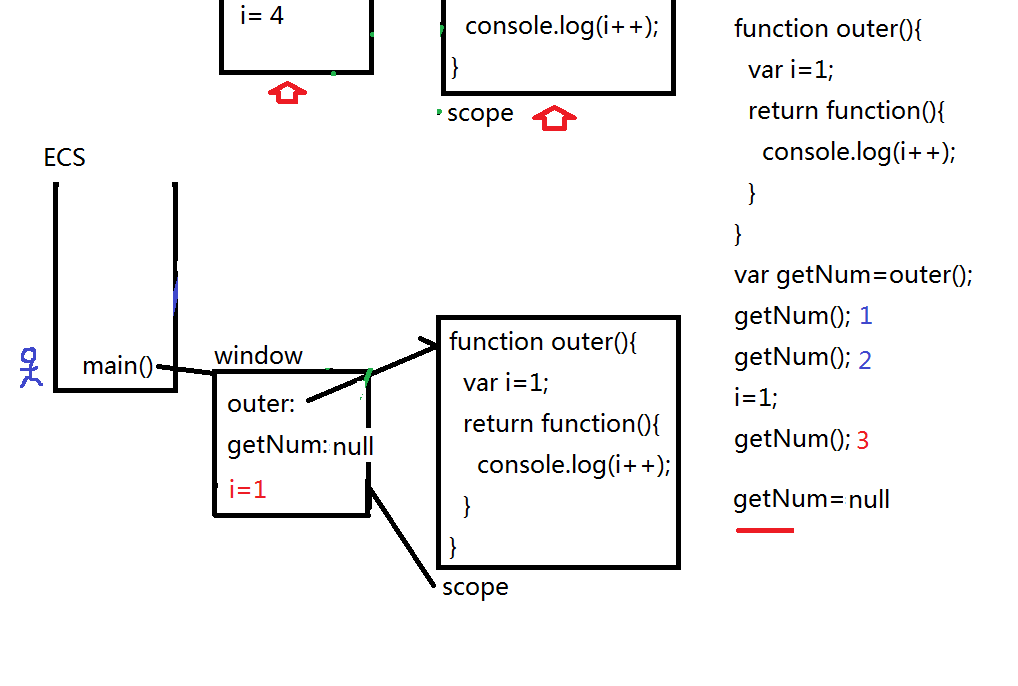 i= 4
console.log(i++);
}
scope
ECS
main()
window
outer:
getNum: null
i=1
function outer(){
var i=1;
return function(){
console.log(i++);
}
}
scope
function outer(){
var i=1;
return function(){
console.log(i++);
}
}
var getNum=outer();
getNum(); 1
getNum(); 2
i=1;
getNum(); 3
getNum=null